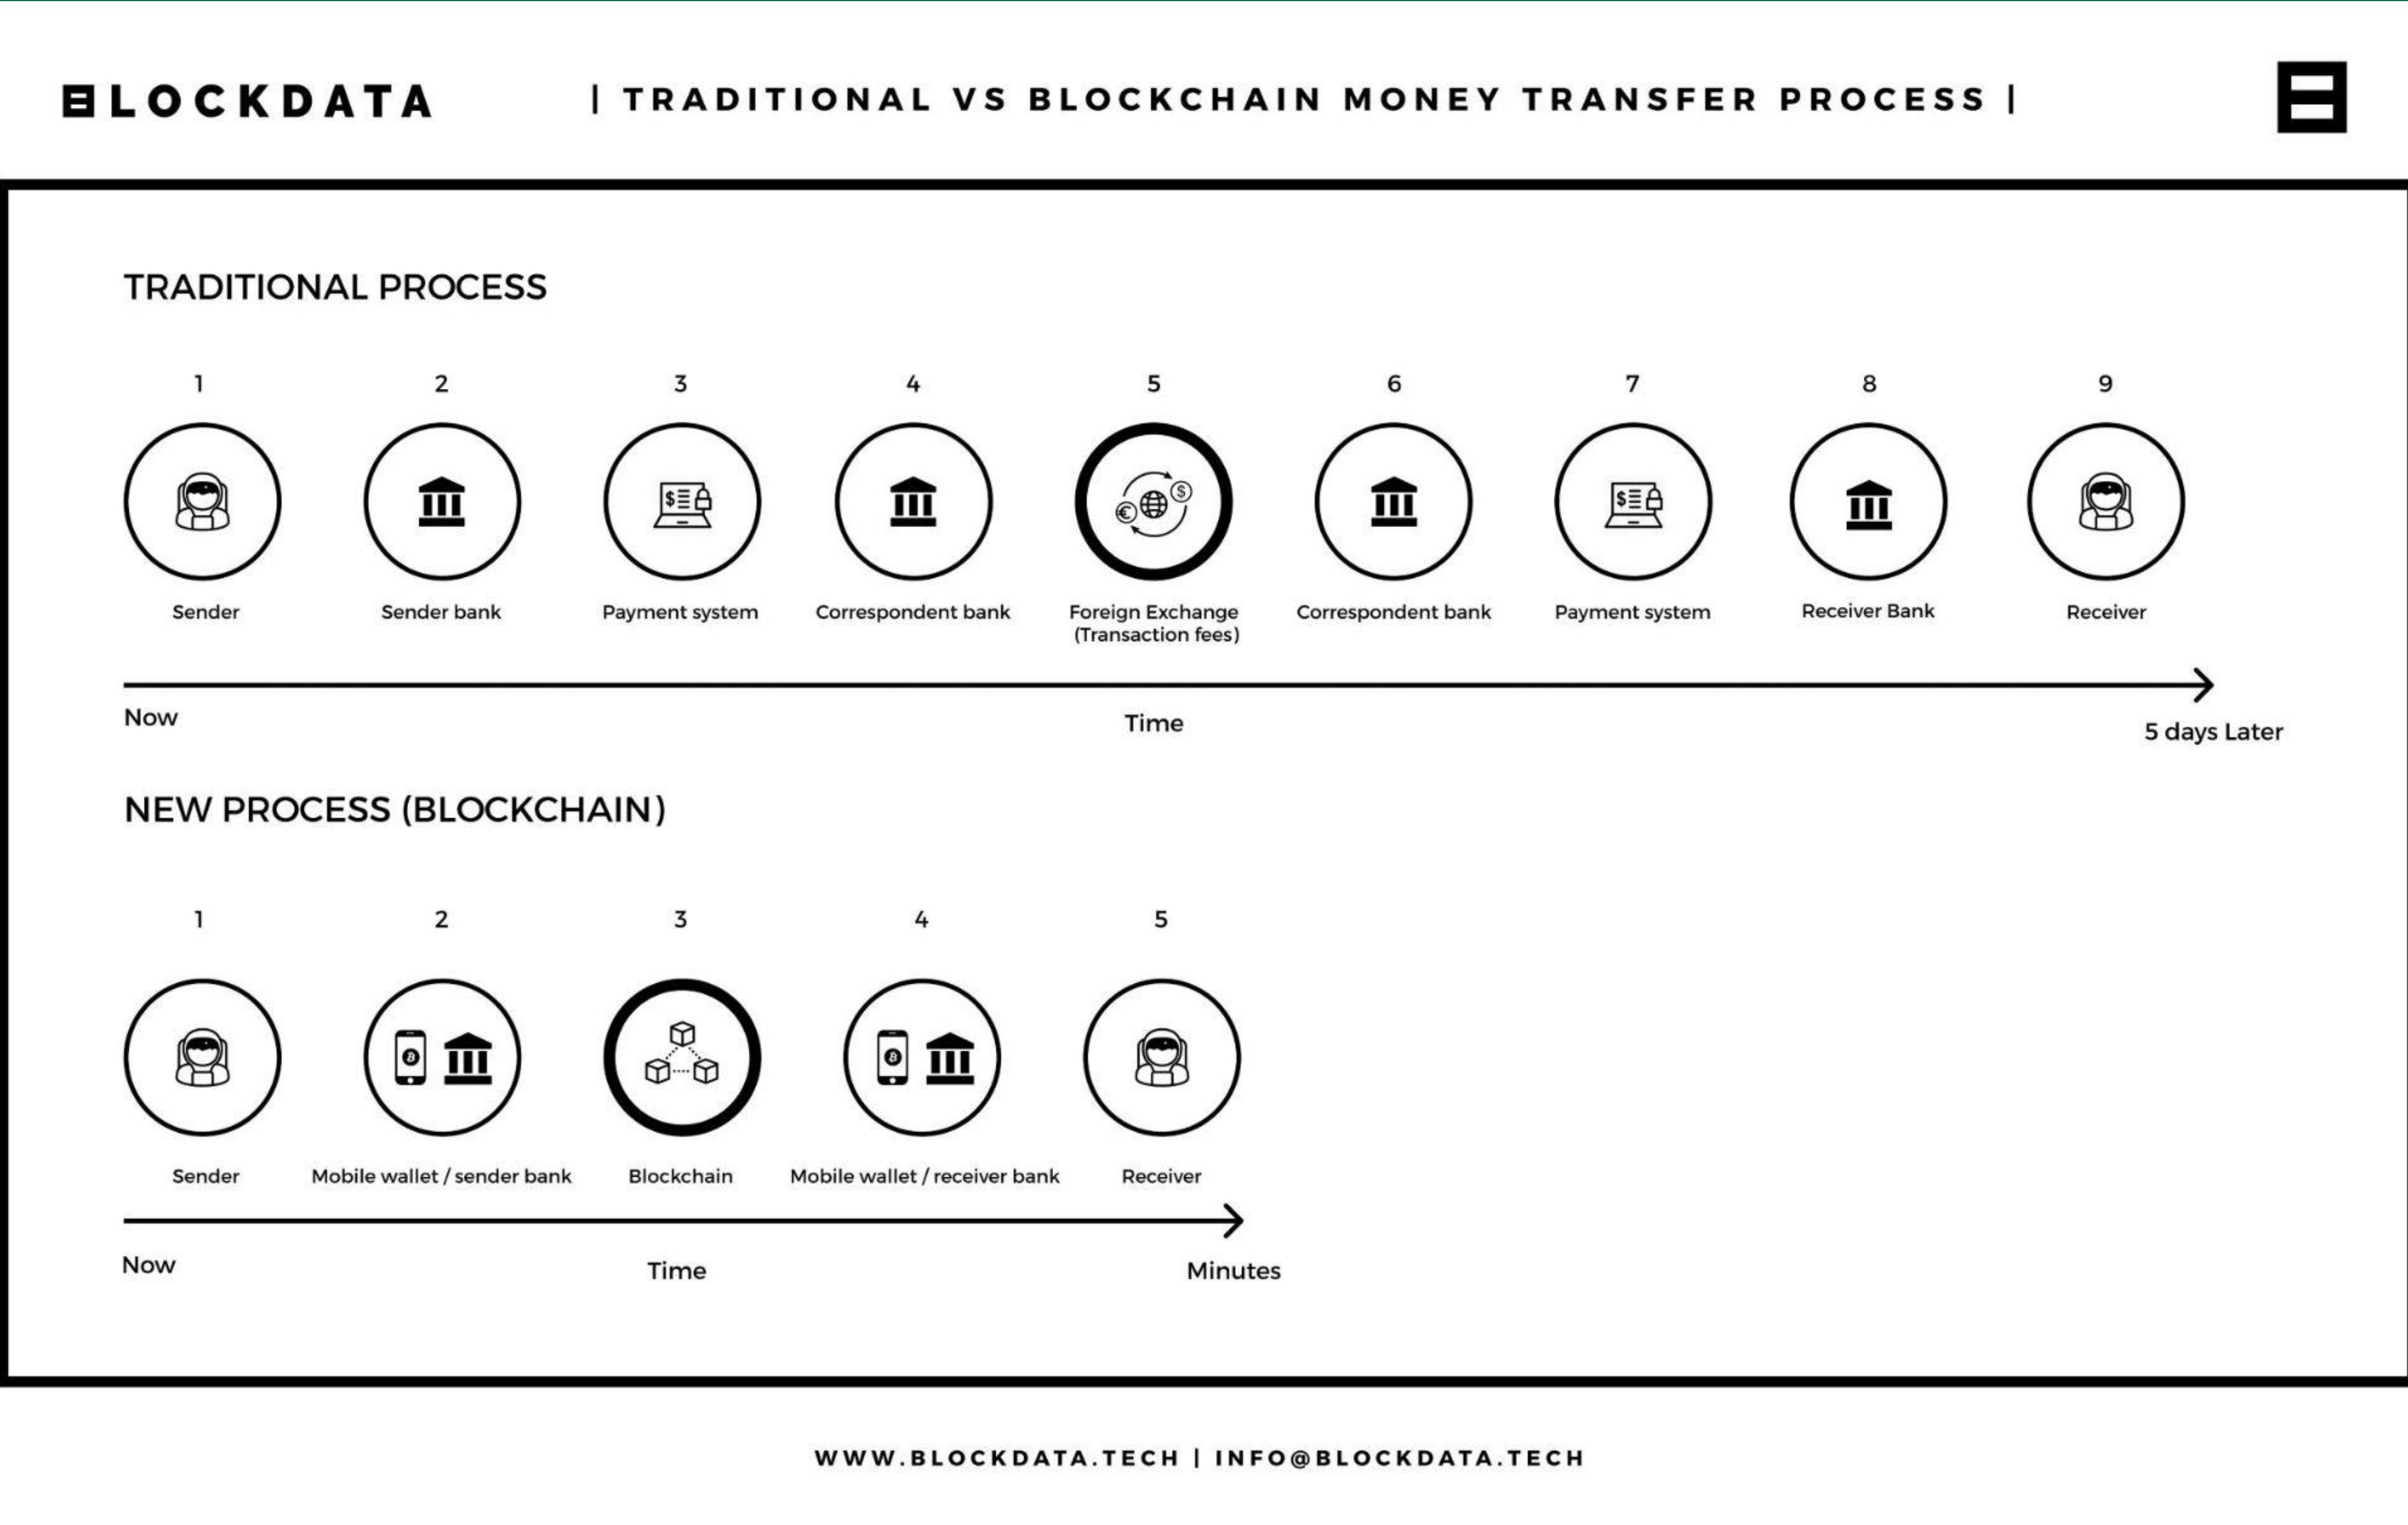 BLOCKDATA
| TRADITIONAL VS BLOCKCHAIN MONEY TRANSFER PROCESS |
TRADITIONAL PROCESS
1 2 3 4 5 6 7 8 9
$ $ € $
Sender Sender bank Payment system Correspondent bank Foreign Exchange Correspondent bank Payment system Receiver Bank Receiver
(Transaction fees)
Now Time 5 days Later
NEW PROCESS (BLOCKCHAIN)
1 2 3 4 5
Sender Mobile wallet / sender bank Blockchain Mobile wallet / receiver bank Receiver
Now Time Minutes
WWW.BLOCKDATA.TECH | INFO@BLOCKDATA.TECH